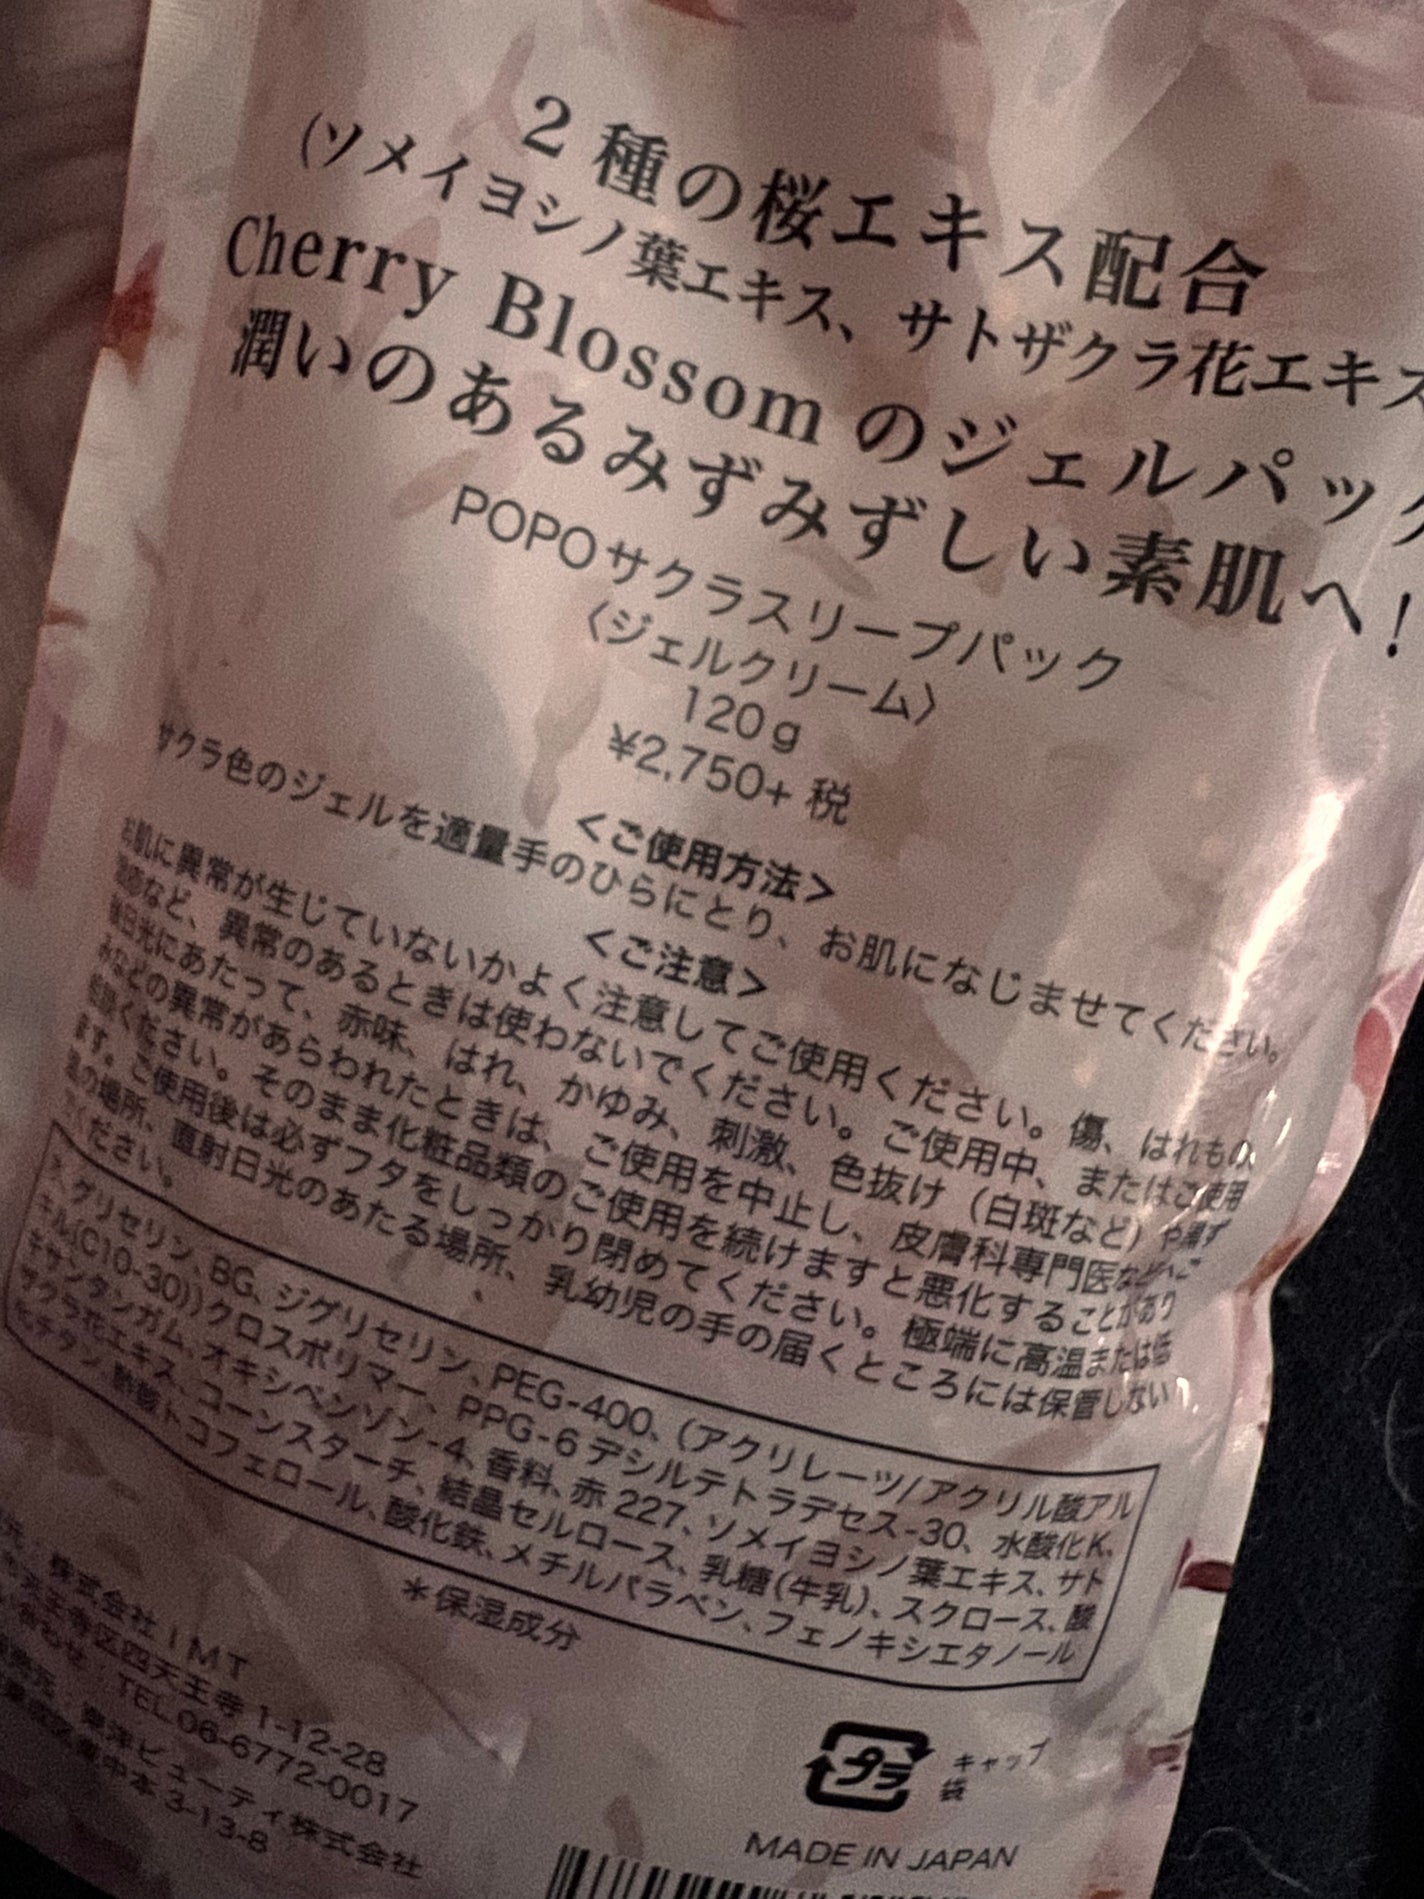 2種の桜エキス配合
(ソメイヨシノ葉エキス、サトザクラ花エキス
Cherry Blossom のジェルパック
潤いのあるみずみずしい素肌へ!
POPOサクラスリープパック
〈ジェルクリーム〉
120g
¥2,750+ 税
<ご使用方法>
サクラ色のジェルを適量手のひらにとり、お肌になじませてください。
<ご注意>
お肌に異常が生じていないかよく注意してご使用ください。傷、はれもの、
など、異常のあるときは使わないでください。ご使用中、またはご使用
日光にあたって、赤味、はれ、かゆみ、刺激、色抜け(白斑など)や黒ず
みなどの異常があらわれたときは、ご使用を中止し、皮膚科専門医などへご
ください。そのまま化粧品類のご使用を続けますと悪化することがあり
ます。ご使用後は必ずフタをしっかり閉めてください。極端に高温または低
の場所、直射日光のあたる場所、乳幼児の手の届くところには保管しない
ください。
水、グリセリン、BG、ジグリセリン、PEG-400、(アクリレーツ/アクリル酸アル
キル(C10-30))クロスポリマー、PPG-6デシルテトラデセス-30、水酸化K、
キサンタンガム、オキシベンゾン-4、香料、赤227、ソメイヨシノ葉エキス、サト
ザクラ花エキス、コーンスターチ、結晶セルロース、乳糖(牛乳)、スクロース、酸
化チタン、酢酸トコフェロール、酸化鉄、メチルパラベン、フェノキシエタノール
*保湿成分
株式会社IMT
天王寺区四天王寺 1-12-28
TEL06-6772-0017
東洋ビューティ株式会社
中本 3-13-8
プラ
キャップ
袋
MADE IN JAPAN